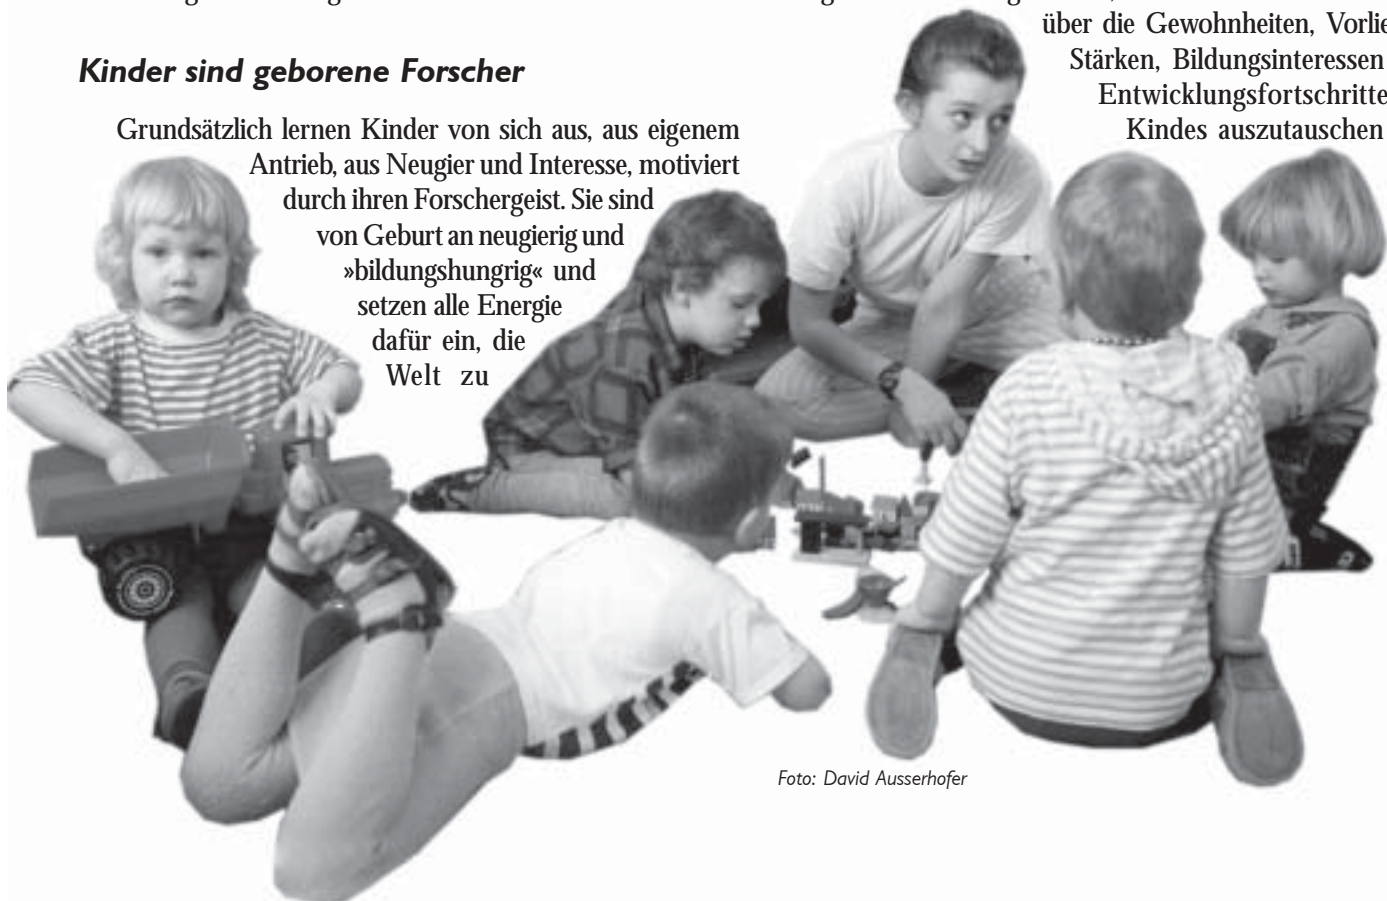 Kinder sind geborene Forscher
Grundsätzlich lernen Kinder von sich aus, aus eigenem
Antrieb, aus Neugier und Interesse, motiviert
durch ihren Forschergeist. Sie sind
von Geburt an neugierig und
»bildungshungrig« und
setzen alle Energie
dafür ein, die
Welt zu
über die Gewohnheiten,
Stärken, Bildungsinteressen
Entwicklungsfortschritte
Kindes auszutauschen
Foto: David Ausserhofer